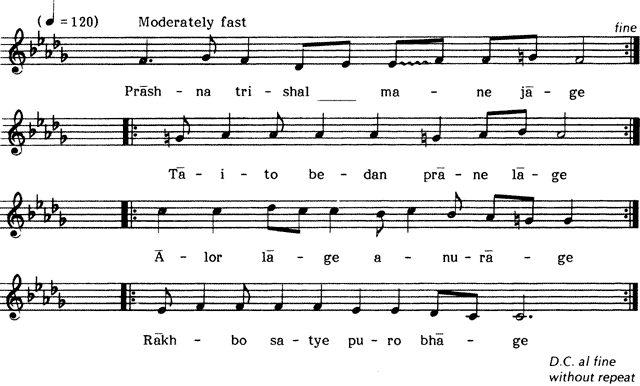 (♩=120) Moderately fast
fine
Prāsh - na tri - shal ____ ma - ne jā - ge
Tā - i - to be - dan prā - ne lā - ge
Ā - lor lā - ge a - nu - rā - ge
Rākh - bo sa - tye pu - ro bhā - ge
D.C. al fine
without repeat